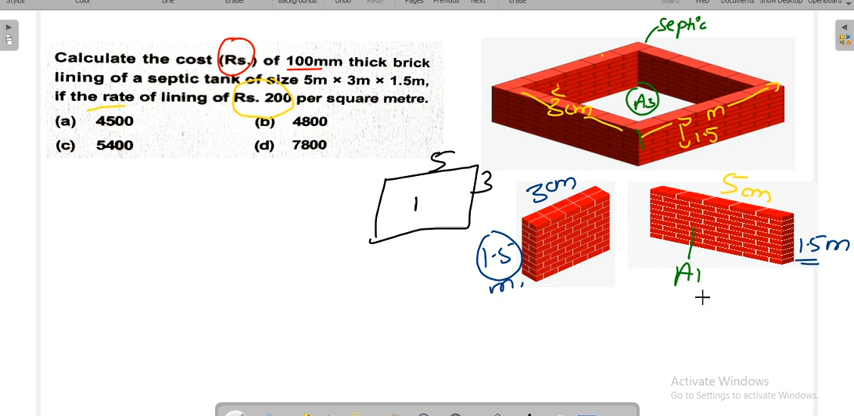 Calculate the cost (Rs.) of 100mm thick brick
lining of a septic tank of size 5m × 3m × 1.5m,
if the rate of lining of Rs. 200 per square metre.
(a) 4500 (b) 4800
(c) 5400 (d) 7800
septic
A3
3cm
m
1.5
5
3
1
3cm
1.5
m.
5cm
1.5m
A1
Activate Windows
Go to Settings to activate Windows.